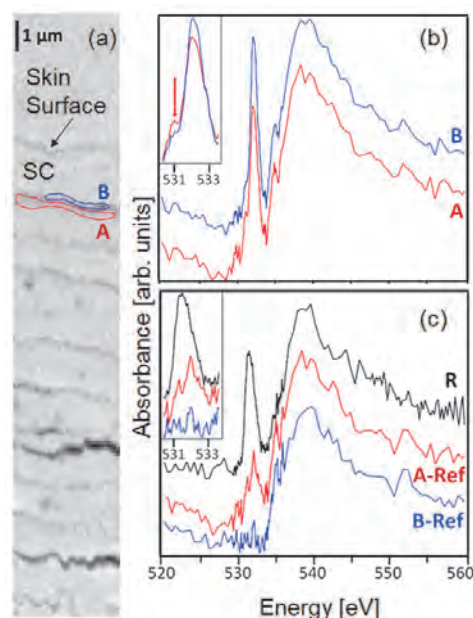 1 μm
(a)
Skin
Surface
SC
B
A
(b)
531
533
B
A
(c)
531
533
R
A-Ref
B-Ref
Absorbance [arb. units]
520
530
540
550
560
Energy [eV]